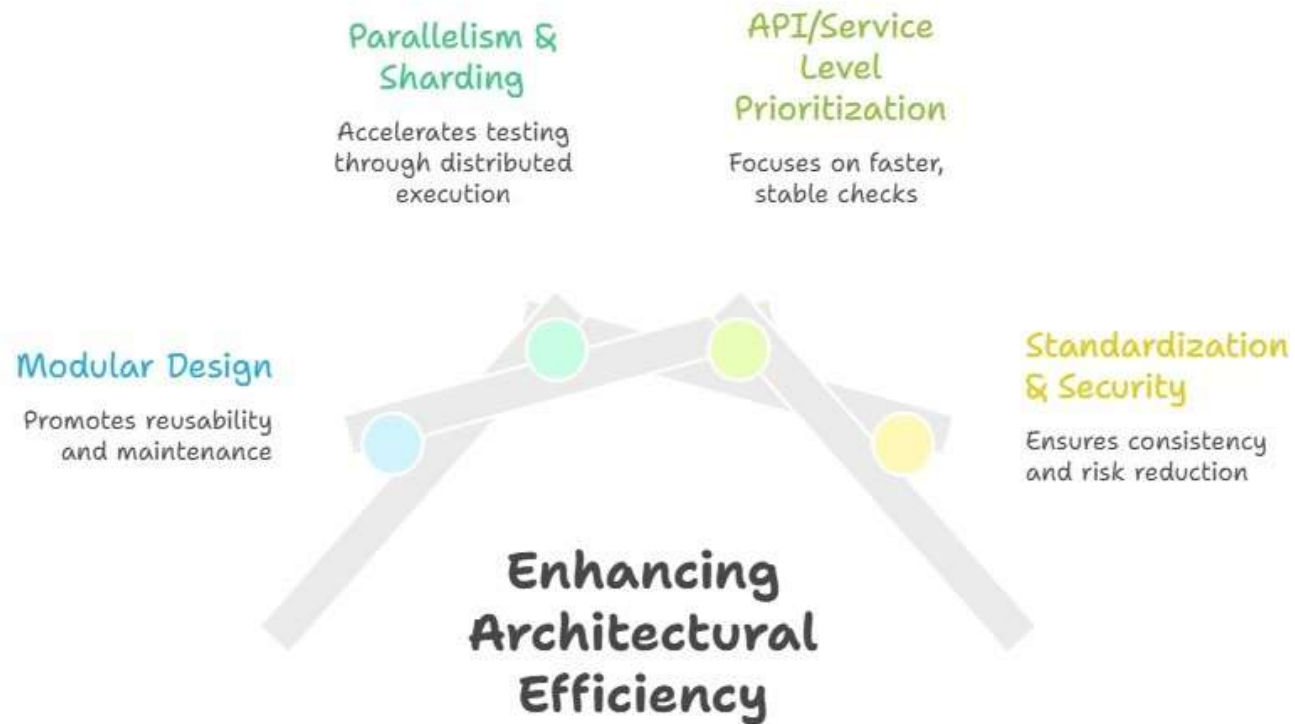 Parallelism &
Sharding
Accelerates testing
through distributed
execution
API/Service
Level
Prioritization
Focuses on faster,
stable checks
Modular Design
Promotes reusability
and maintenance
Standardization
& Security
Ensures consistency
and risk reduction
Enhancing
Architectural
Efficiency